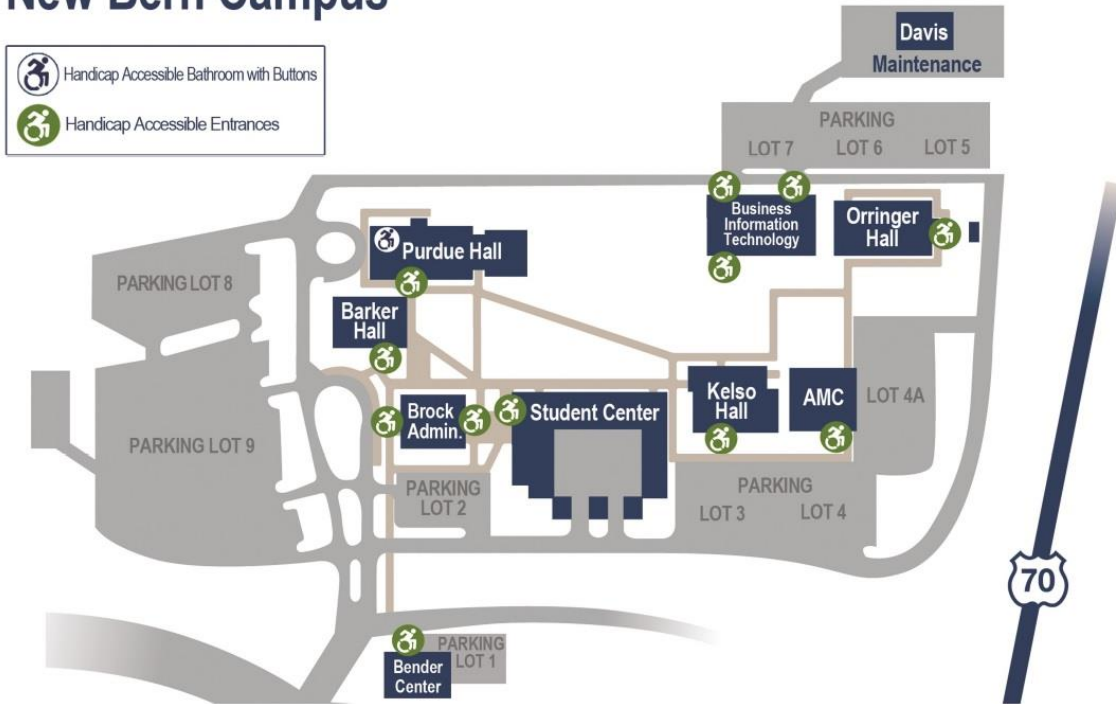 New Bern Campus
Handicap Accessible Bathroom with Buttons
Handicap Accessible Entrances
Davis
Maintenance
PARKING
LOT 7 LOT 6 LOT 5
Business
Information
Technology
Orringer
Hall
Purdue Hall
PARKING LOT 8
Barker
Hall
Brock
Admin.
Student Center
Kelso
Hall
AMC
LOT 4A
PARKING LOT 9
PARKING
LOT 2
PARKING
LOT 3 LOT 4
70
PARKING
LOT 1
Bender
Center